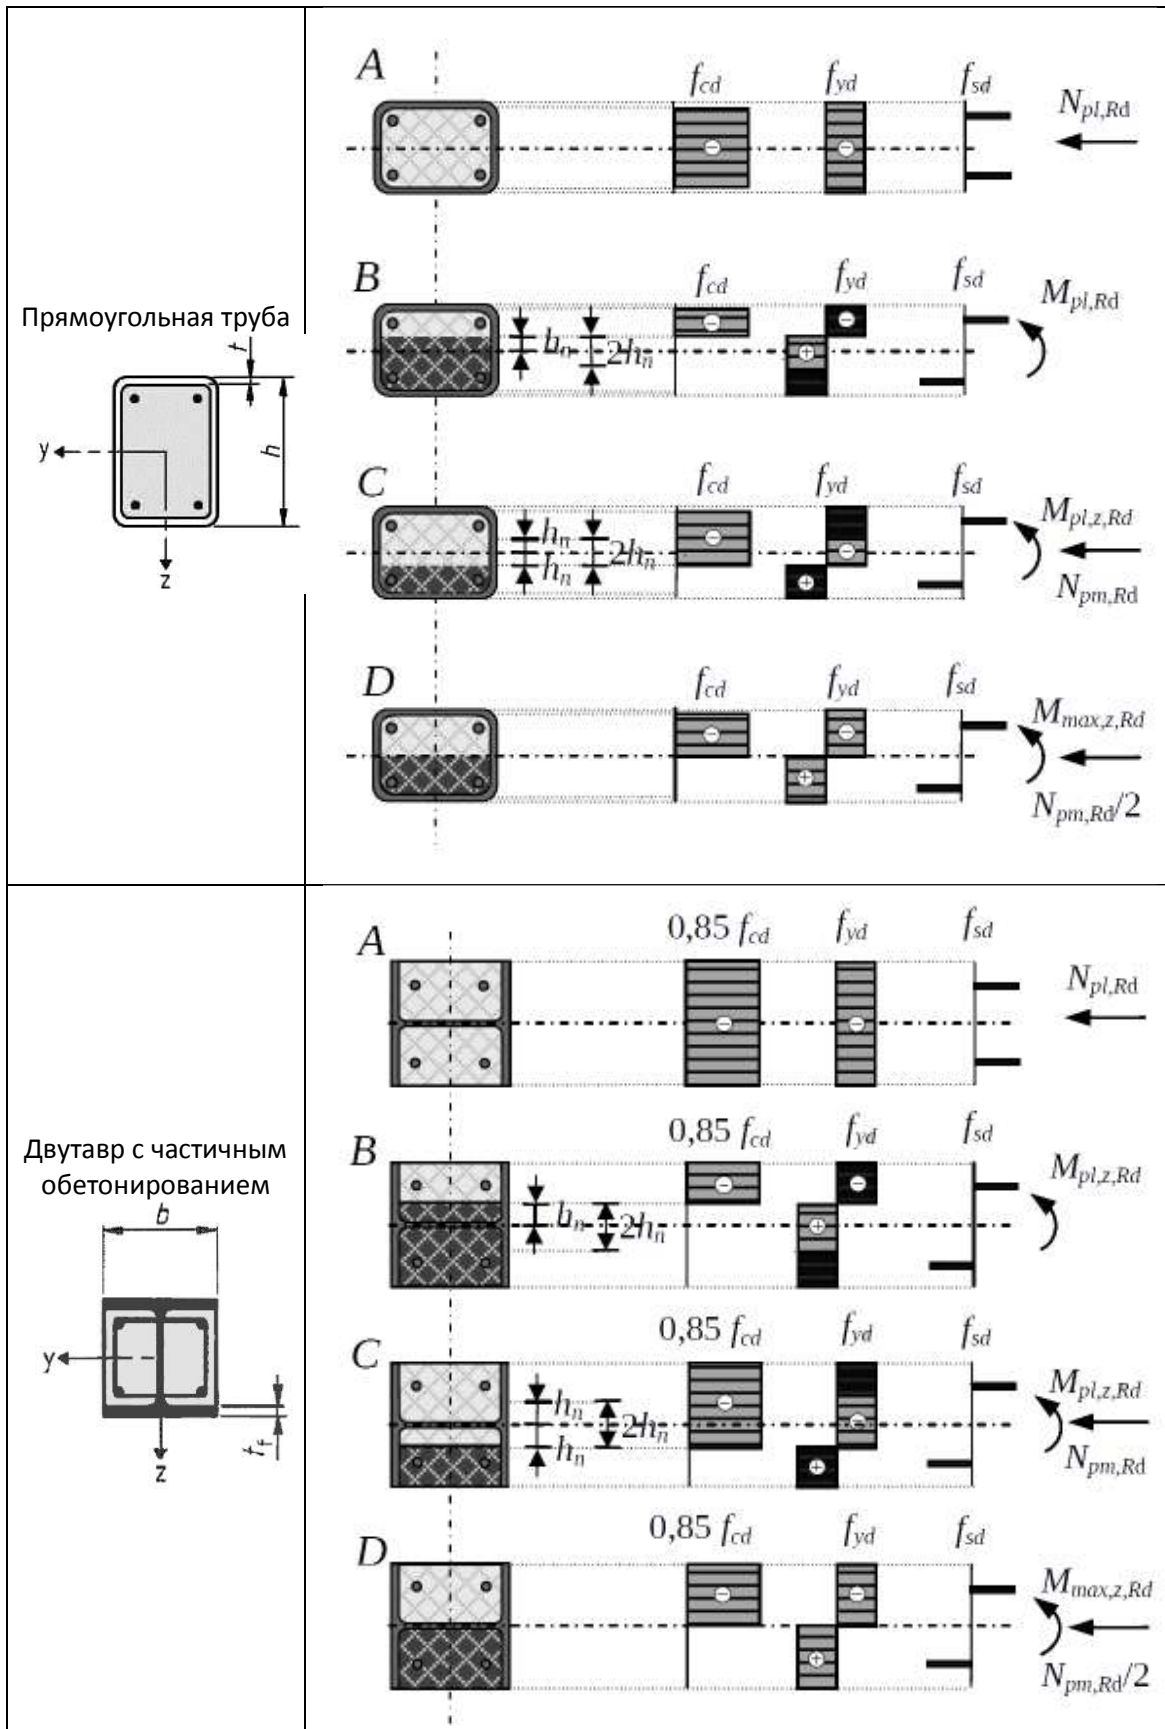 A
f_cd f_yd f_sd
N_pl,Rd
B
f_cd f_yd f_sd
M_pl,Rd
h_n 2h_n
Прямоугольная труба
t
h
y
z
C
f_cd f_yd f_sd
M_pl,z,Rd
h_n
2h_n
h_n
N_pm,Rd
D
f_cd f_yd f_sd
M_max,z,Rd
N_pm,Rd/2
A
0,85 f_cd f_yd f_sd
N_pl,Rd
B
0,85 f_cd f_yd f_sd
M_pl,z,Rd
h_n 2h_n
Двутавр с частичным
обетонированием
b
y
t_f
z
C
0,85 f_cd f_yd f_sd
M_pl,z,Rd
h_n
2h_n
h_n
N_pm,Rd
D
0,85 f_cd f_yd f_sd
M_max,z,Rd
N_pm,Rd/2